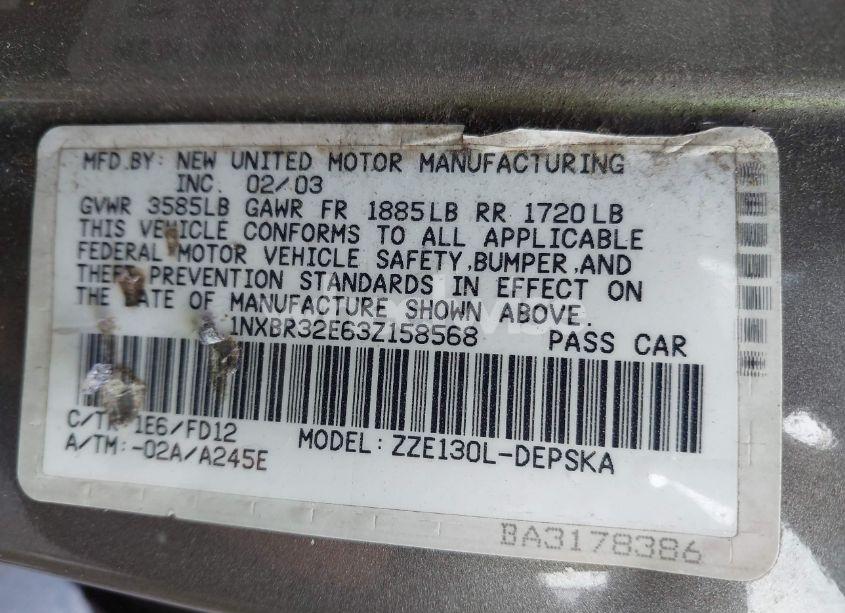 MFD.BY: NEW UNITED MOTOR MANUFACTURING
INC. 02/03
GVWR 3585LB GAWR FR 1885LB RR 1720LB
THIS VEHICLE CONFORMS TO ALL APPLICABLE
FEDERAL MOTOR VEHICLE SAFETY,BUMPER,AND
THEFT PREVENTION STANDARDS IN EFFECT ON
THE DATE OF MANUFACTURE SHOWN ABOVE.
1NXBR32E63Z158568 PASS CAR
C/TR: 1E6/FD12
A/TM:-02A/A245E MODEL: ZZE130L-DEPSKA
BA3178386